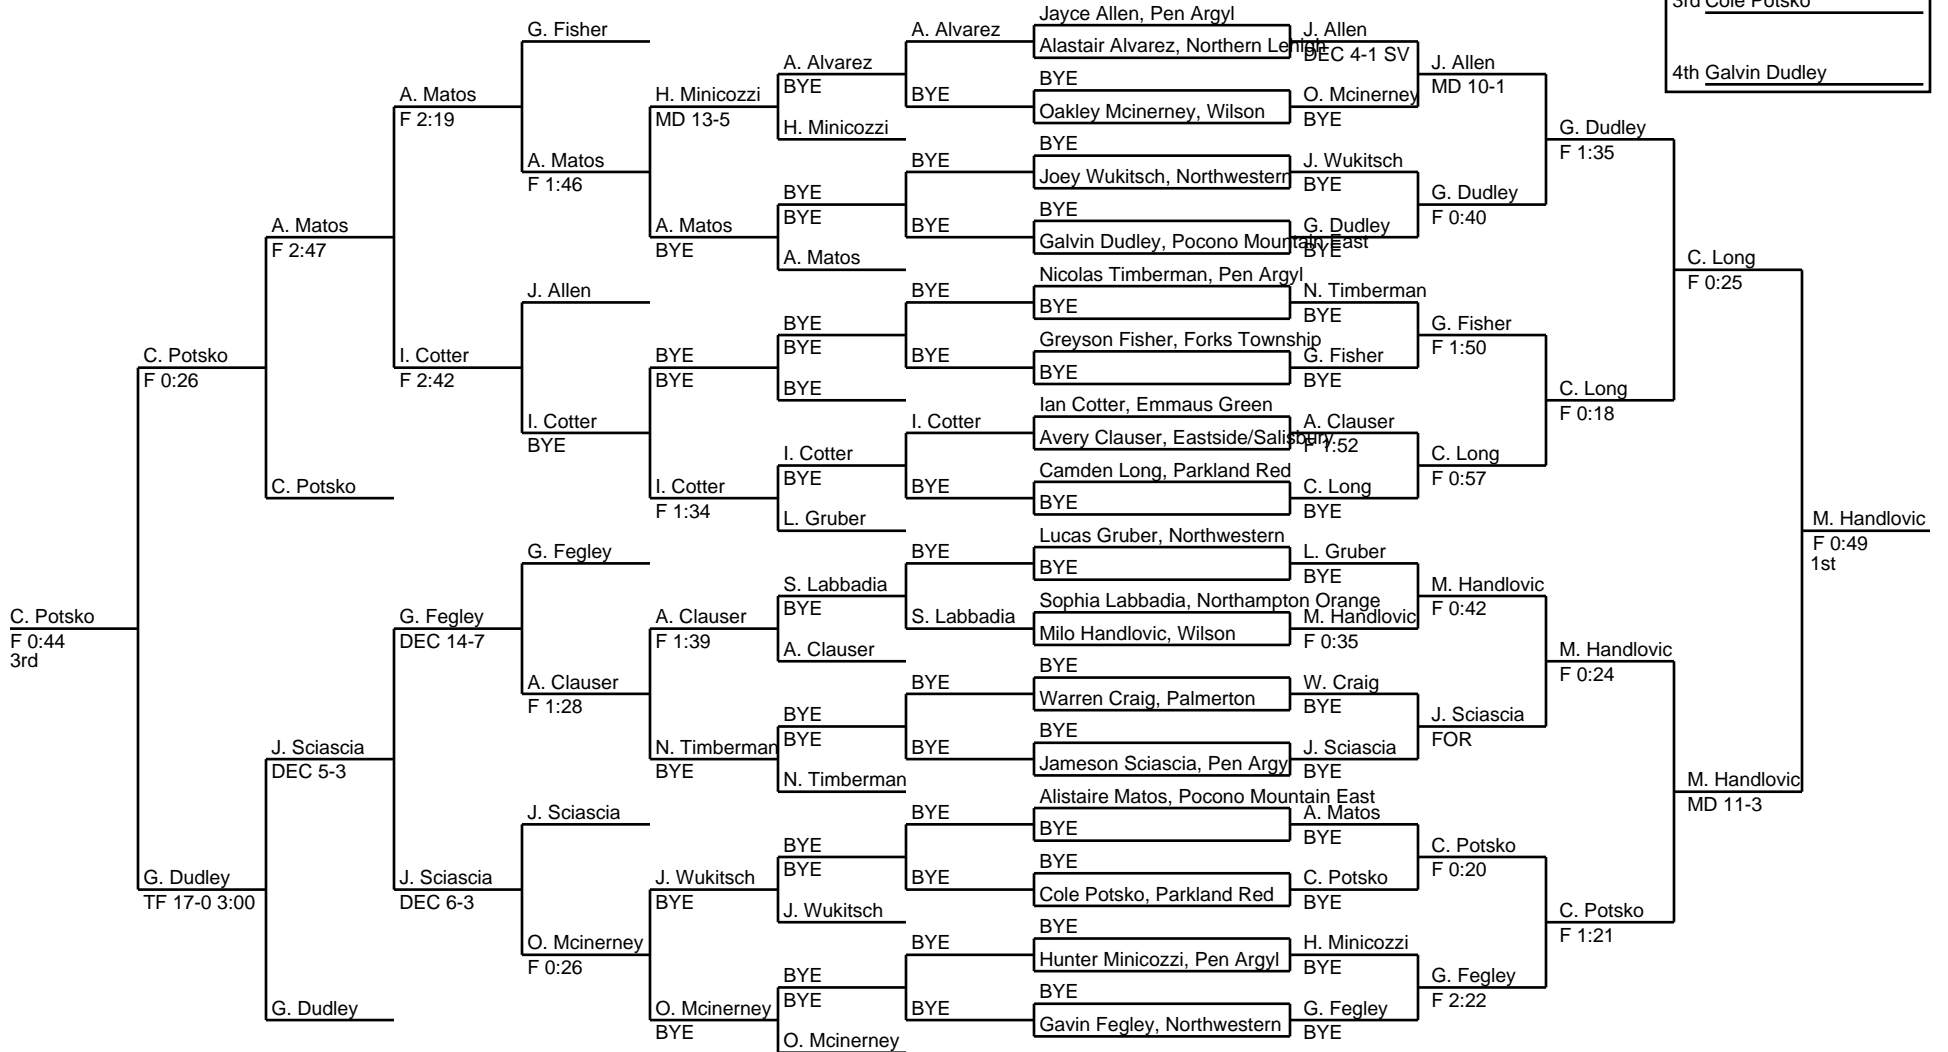 3rd Cole Potsko
4th Galvin Dudley
C. Potsko
F 0:44
3rd
C. Potsko
F 0:26
G. Dudley
TF 17-0 3:00
A. Matos
F 2:47
C. Potsko
J. Sciascia
DEC 5-3
G. Dudley
A. Matos
F 2:19
I. Cotter
F 2:42
G. Fegley
DEC 14-7
J. Sciascia
DEC 6-3
G. Fisher
A. Matos
F 1:46
J. Allen
I. Cotter
BYE
G. Fegley
A. Clauser
F 1:28
J. Sciascia
O. Mcinerney
F 0:26
H. Minicozzi
MD 13-5
A. Matos
BYE
BYE
BYE
I. Cotter
F 1:34
A. Clauser
F 1:39
N. Timberman
BYE
J. Wukitsch
BYE
O. Mcinerney
BYE
A. Alvarez
BYE
H. Minicozzi
BYE
BYE
A. Matos
BYE
BYE
BYE
I. Cotter
BYE
L. Gruber
S. Labbadia
BYE
A. Clauser
BYE
BYE
N. Timberman
BYE
BYE
J. Wukitsch
BYE
BYE
O. Mcinerney
A. Alvarez
BYE
BYE
BYE
BYE
BYE
I. Cotter
BYE
BYE
S. Labbadia
BYE
BYE
BYE
BYE
BYE
BYE
Jayce Allen, Pen Argyl
Alastair Alvarez, Northern Lehigh
BYE
Oakley Mcinerney, Wilson
BYE
Joey Wukitsch, Northwestern
BYE
Galvin Dudley, Pocono Mountain East
Nicolas Timberman, Pen Argyl
BYE
Greyson Fisher, Forks Township
BYE
Ian Cotter, Emmaus Green
Avery Clauser, Eastside/Salisbury.
Camden Long, Parkland Red
BYE
Lucas Gruber, Northwestern
BYE
Sophia Labbadia, Northampton Orange
Milo Handlovic, Wilson
BYE
Warren Craig, Palmerton
BYE
Jameson Sciascia, Pen Argyl
Alistaire Matos, Pocono Mountain East
BYE
BYE
Cole Potsko, Parkland Red
BYE
Hunter Minicozzi, Pen Argyl
BYE
Gavin Fegley, Northwestern
J. Allen
DEC 4-1 SV
O. Mcinerney
BYE
J. Wukitsch
BYE
G. Dudley
BYE
N. Timberman
BYE
G. Fisher
BYE
A. Clauser
F 1:52
C. Long
BYE
L. Gruber
BYE
M. Handlovic
F 0:35
W. Craig
BYE
J. Sciascia
BYE
A. Matos
BYE
C. Potsko
BYE
H. Minicozzi
BYE
G. Fegley
BYE
J. Allen
MD 10-1
G. Dudley
F 0:40
G. Fisher
F 1:50
C. Long
F 0:57
M. Handlovic
F 0:42
J. Sciascia
FOR
C. Potsko
F 0:20
G. Fegley
F 2:22
G. Dudley
F 1:35
C. Long
F 0:18
M. Handlovic
F 0:24
C. Potsko
F 1:21
C. Long
F 0:25
M. Handlovic
MD 11-3
M. Handlovic
F 0:49
1st